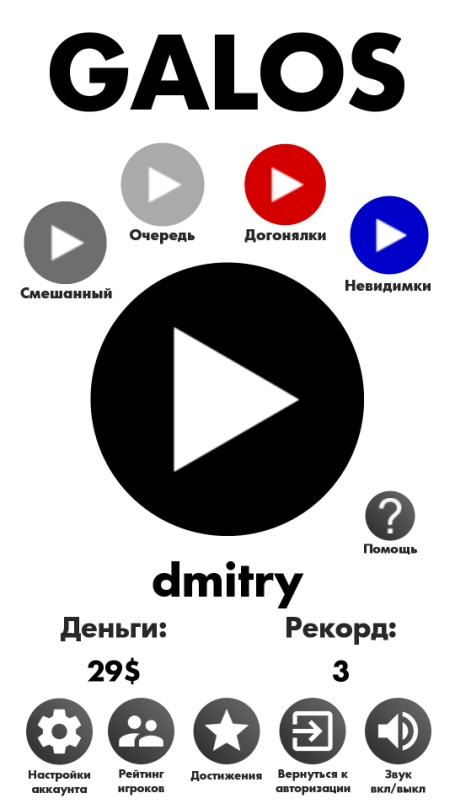 GALOS
Очередь
Догонялки
Смешанный
Невидимки
?
Помощь
dmitry
Деньги: Рекорд:
29$ 3
Настройки аккаунта
Рейтинг игроков
Достижения
Вернуться к авторизации
Звук вкл/выкл